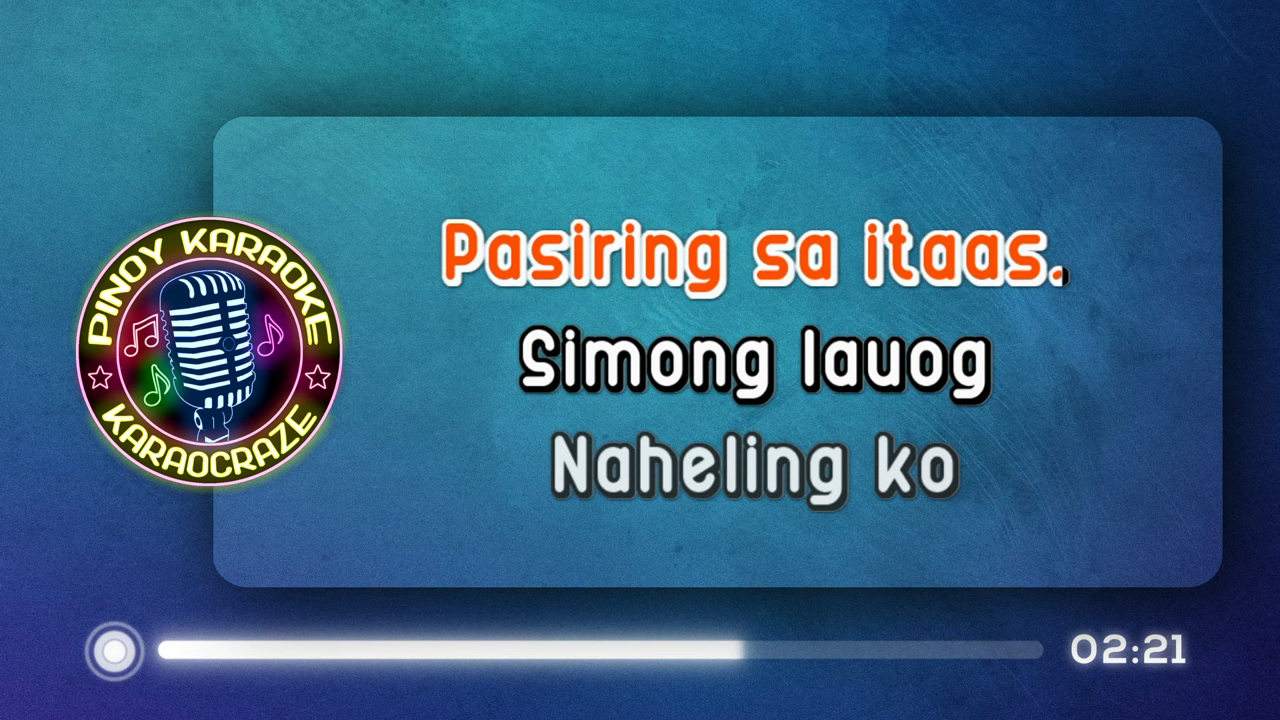 PINOY KARAOKE
KARAOCRAZE
Pasiring sa itaas.
Simong lauog
Naheling ko
02:21